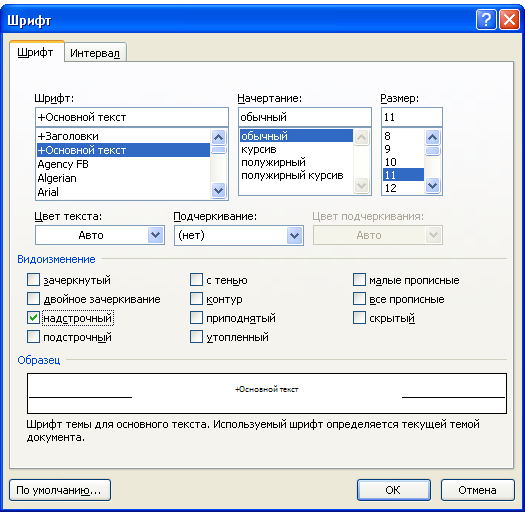 Шрифт
Шрифт Интервал
Шрифт: Начертание: Размер:
+Основной текст обычный 11
+Заголовки обычный 8
+Основной текст курсив 9
Agency FB полужирный 10
Algerian полужирный курсив 11
Arial 12
Цвет текста: Подчеркивание: Цвет подчеркивания:
Авто (нет) Авто
Видоизменение
зачеркнутый с тенью малые прописные
двойное зачеркивание контур все прописные
надстрочный приподнятый скрытый
подстрочный утопленный
Образец
+Основной текст
Шрифт темы для основного текста. Используемый шрифт определяется текущей темой
документа.
По умолчанию... ОК Отмена